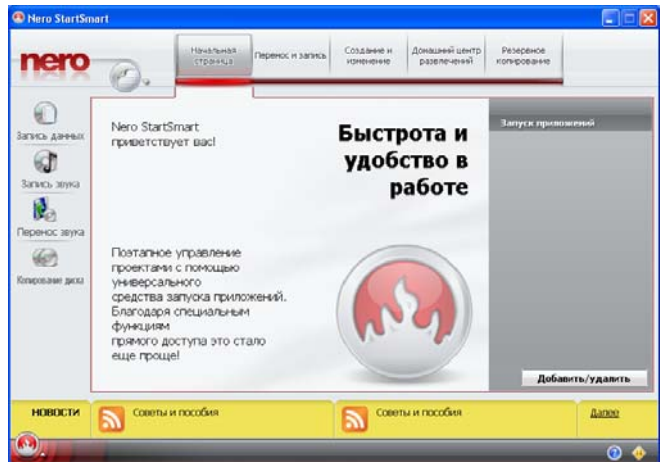 Nero StartSmart
nero
Начальная
страница
Перенос и запись
Создание и
изменение
Домашний центр
развлечений
Резервное
копирование
Запись данных
Запись звука
Перенос звука
Копирование диска
Nero StartSmart
приветствует вас!
Быстрота и
удобство в
работе
Поэтапное управление
проектами с помощью
универсального
средства запуска приложений.
Благодаря специальным
функциям
прямого доступа это стало
еще проще!
Запуск приложений
Добавить/удалить
НОВОСТИ
Советы и пособия
Советы и пособия
Далее